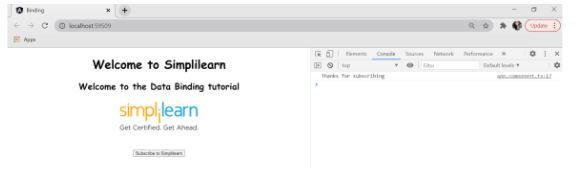 Binding
localhost:59509
Update
Apps
Welcome to Simplilearn
Welcome to the Data Binding tutorial
simplilearn
Get Certified. Get Ahead.
Subscribe to Simplilearn
Elements Console Sources Network Performance »
top Filter Default levels ▼
Thanks for subscribing app.component.ts:17